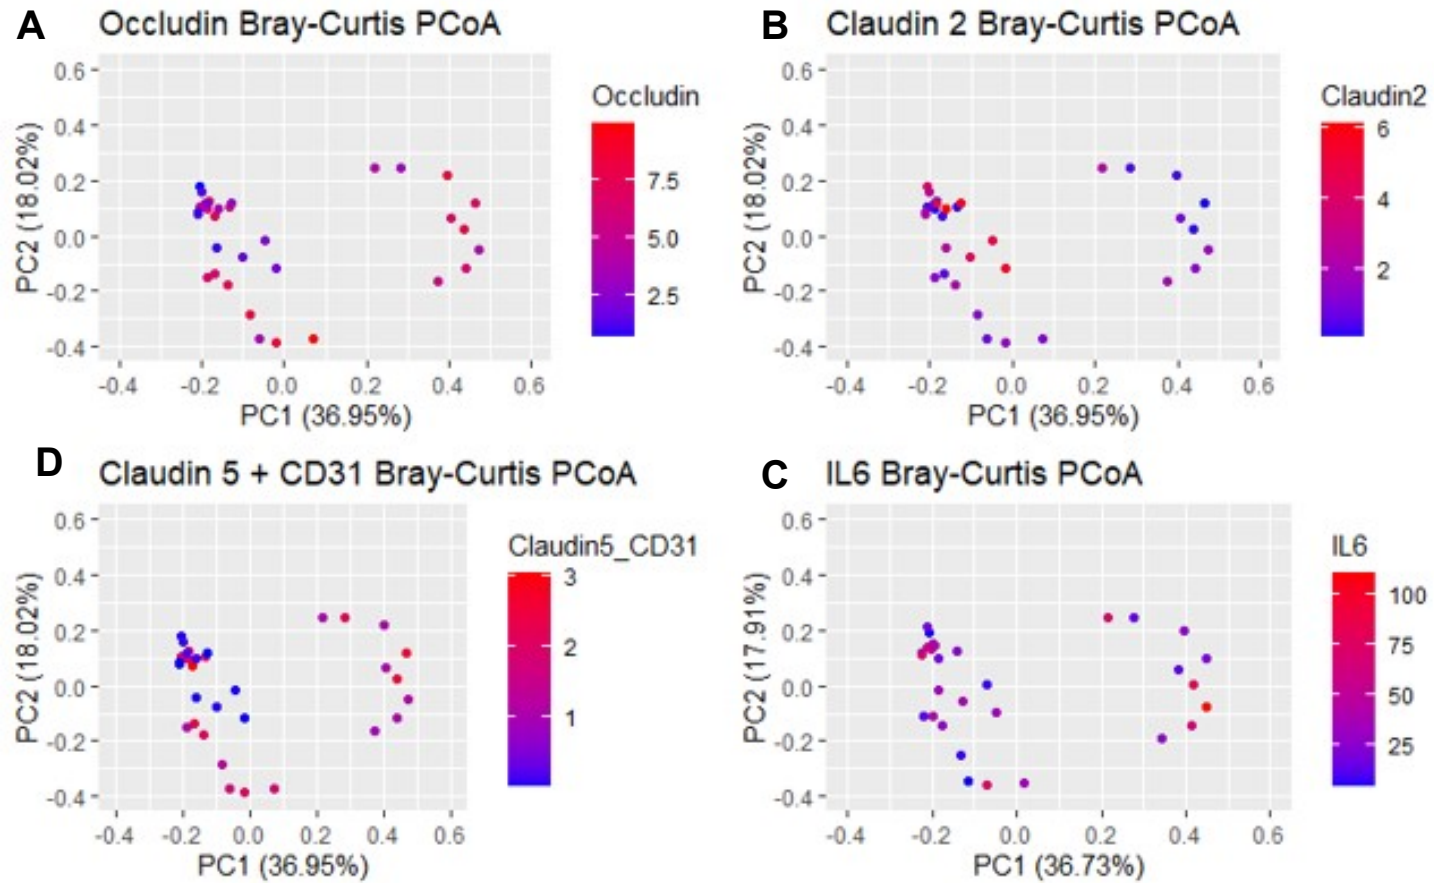 A Occludin Bray-Curtis PCoA
0.6
0.4
0.2
0.0
-0.2
-0.4
PC2 (18.02%)
-0.4 -0.2 0.0 0.2 0.4 0.6
PC1 (36.95%)
Occludin
7.5
5.0
2.5
B Claudin 2 Bray-Curtis PCoA
0.6
0.4
0.2
0.0
-0.2
-0.4
PC2 (18.02%)
-0.4 -0.2 0.0 0.2 0.4 0.6
PC1 (36.95%)
Claudin2
6
4
2
D Claudin 5 + CD31 Bray-Curtis PCoA
0.6
0.4
0.2
0.0
-0.2
-0.4
PC2 (18.02%)
-0.4 -0.2 0.0 0.2 0.4 0.6
PC1 (36.95%)
Claudin5_CD31
3
2
1
C IL6 Bray-Curtis PCoA
0.6
0.4
0.2
0.0
-0.2
-0.4
PC2 (17.91%)
-0.4 -0.2 0.0 0.2 0.4 0.6
PC1 (36.73%)
IL6
100
75
50
25